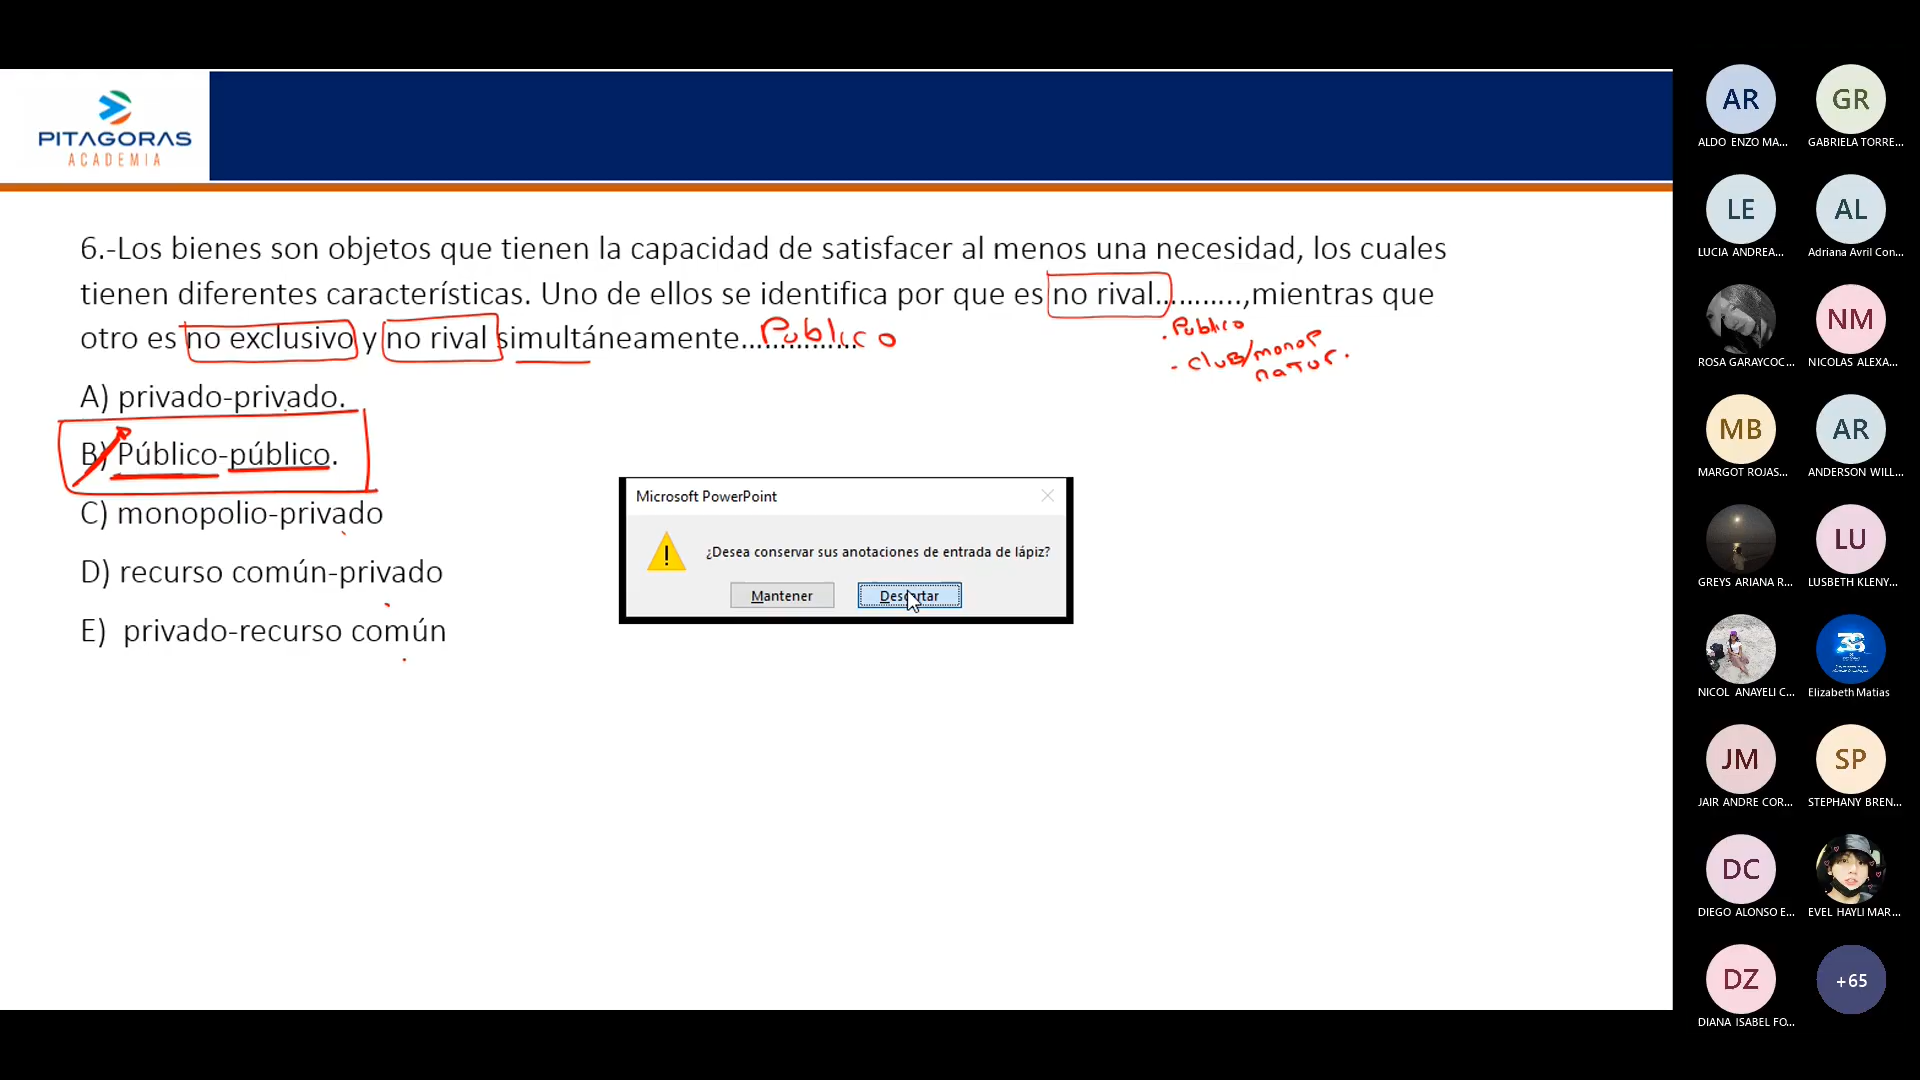 PITAGORAS
ACADEMIA
6.-Los bienes son objetos que tienen la capacidad de satisfacer al menos una necesidad, los cuales
tienen diferentes características. Uno de ellos se identifica por que es no rival………..,mientras que
otro es no exclusivo y no rival simultáneamente……………
Publico
. Publico
- club/monop
natur.
A) privado-privado.
B) Público-público.
C) monopolio-privado
D) recurso común-privado
E) privado-recurso común
Microsoft PowerPoint
¿Desea conservar sus anotaciones de entrada de lápiz?
Mantener
Descartar
AR
GR
ALDO ENZO MA...
GABRIELA TORRE...
LE
AL
LUCIA ANDREA...
Adriana Avril Con...
NM
ROSA GARAYCOC...
NICOLAS ALEXA...
MB
AR
MARGOT ROJAS...
ANDERSON WILL...
LU
GREYS ARIANA R...
LUSBETH KLENY...
38
NICOL ANAYELI C...
Elizabeth Matias
JM
SP
JAIR ANDRE COR...
STEPHANY BREN...
DC
DIEGO ALONSO E...
EVEL HAYLI MAR...
DZ
+65
DIANA ISABEL FO...